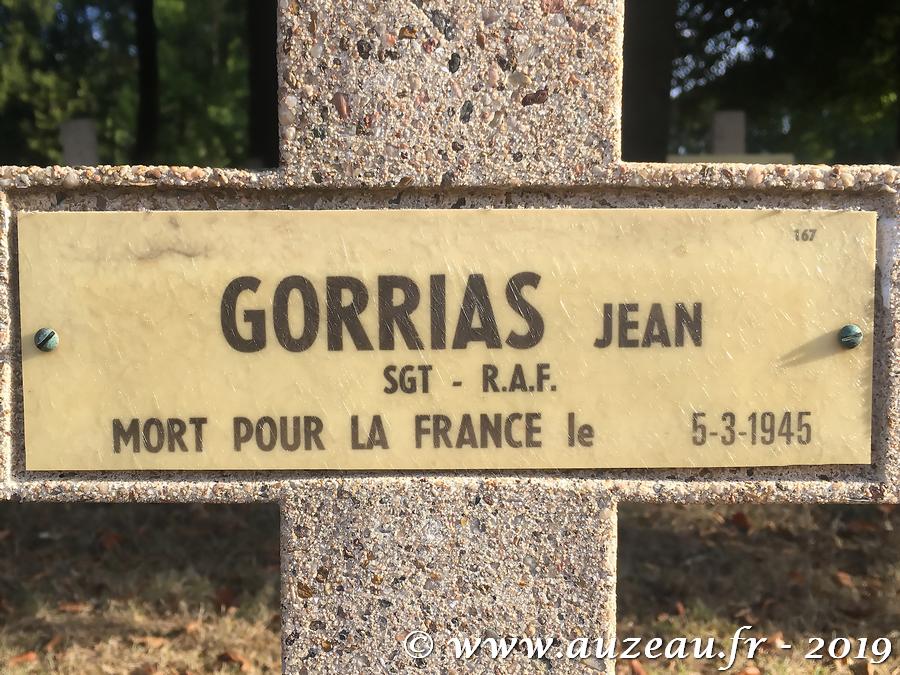 167
GORRIAS JEAN
SGT - R.A.F.
MORT POUR LA FRANCE le 5-3-1945
© www.auzeau.fr - 2019